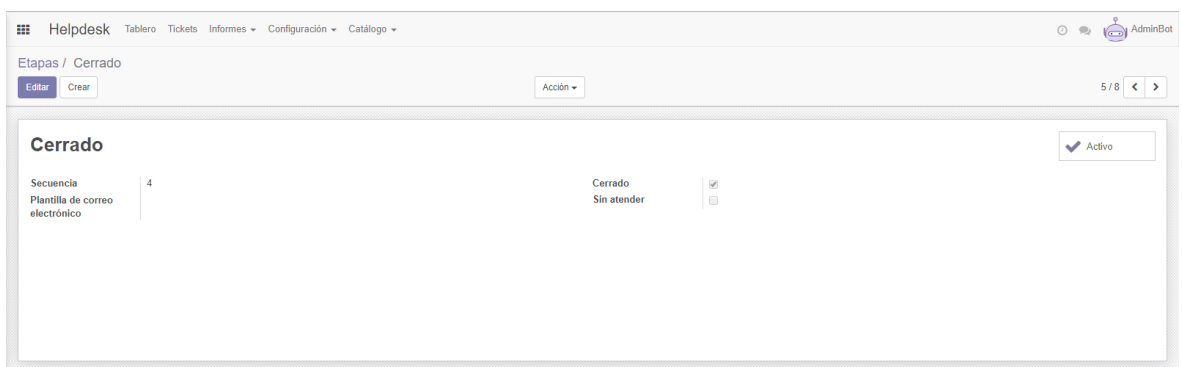 Helpdesk Tablero Tickets Informes Configuración Catálogo AdminBot
Etapas / Cerrado
Editar Crear Acción 5 / 8
Cerrado Activo
Secuencia 4 Cerrado
Plantilla de correo Sin atender
electrónico